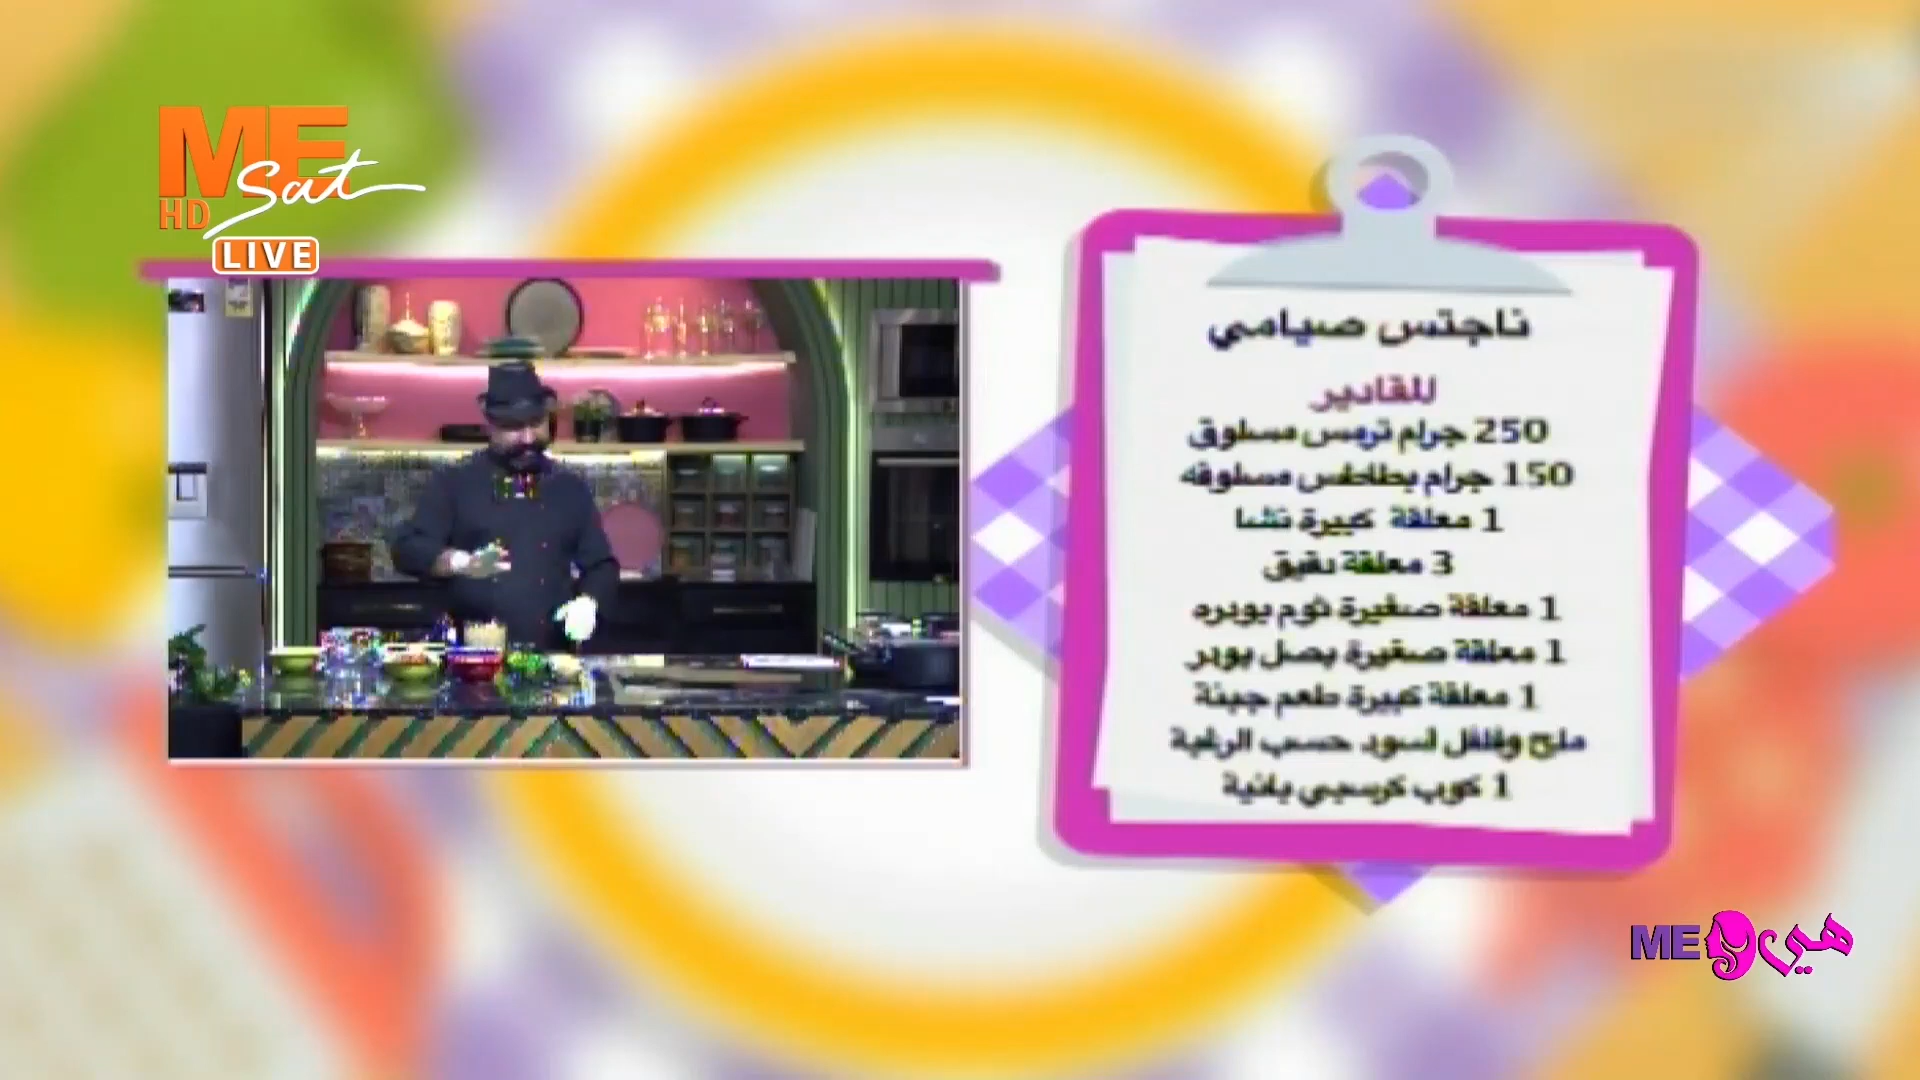 ME
Sat
HD
LIVE
ناجتس صيامي
للقادير
250 جرام ترمس مسلوق
150 جرام بطاطس مسلوقه
1 معلقة كبيرة نشا
3 معلقة دقيق
1 معلقة صغيرة ثوم بودره
1 معلقة صغيرة بصل بودر
1 معلقة كبيرة طعم جبنة
ملح وفلفل اسود حسب الرغبة
1 كوب كرسبي بانية
ME هي